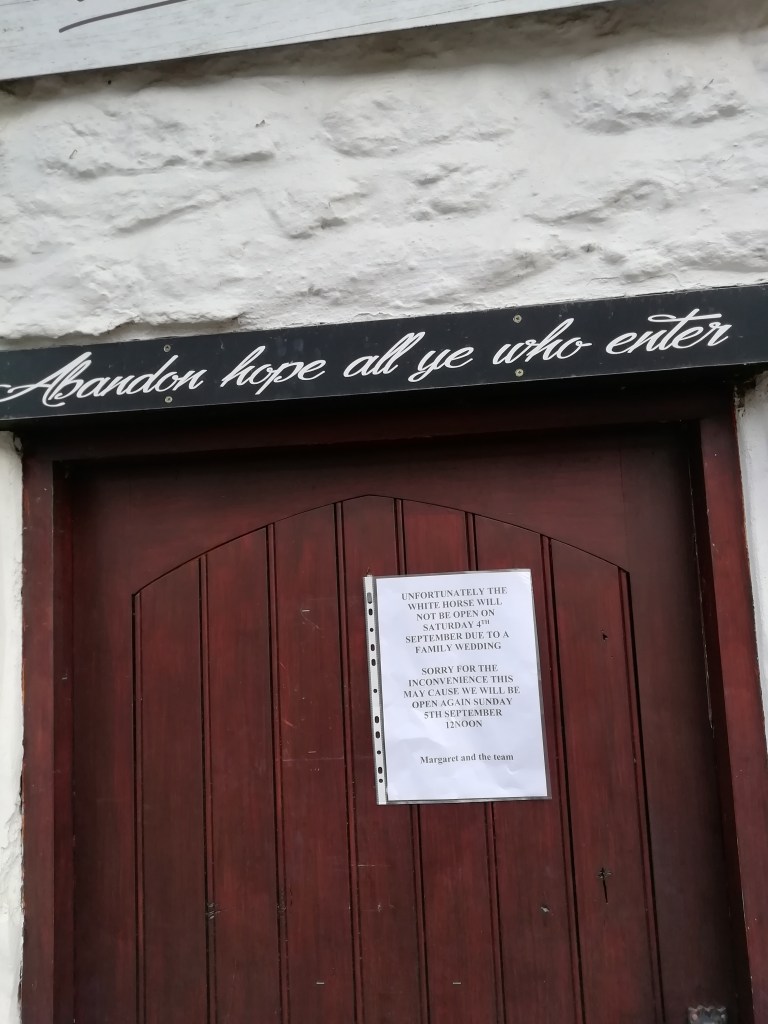 Abandon hope all ye who enter
UNFORTUNATELY THE
WHITE HORSE WILL
NOT BE OPEN ON
SATURDAY 4TH
SEPTEMBER DUE TO A
FAMILY WEDDING
SORRY FOR THE
INCONVENIENCE THIS
MAY CAUSE WE WILL BE
OPEN AGAIN SUNDAY
5TH SEPTEMBER
12NOON
Margaret and the team